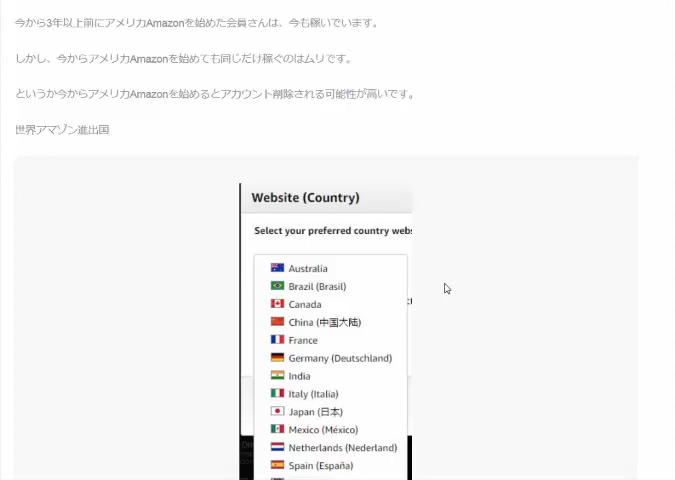 今から3年以上前にアメリカAmazonを始めた会員さんは、今も稼いでいます。
しかし、今からアメリカAmazonを始めても同じだけ稼ぐのはムリです。
というか今からアメリカAmazonを始めるとアカウント削除される可能性が高いです。
世界アマゾン進出国
Website (Country)
Select your preferred country webs
Australia
Brazil (Brasil)
Canada
China (中国大陆)
France
Germany (Deutschland)
India
Italy (Italia)
Japan (日本)
Mexico (México)
Netherlands (Nederland)
Spain (España)